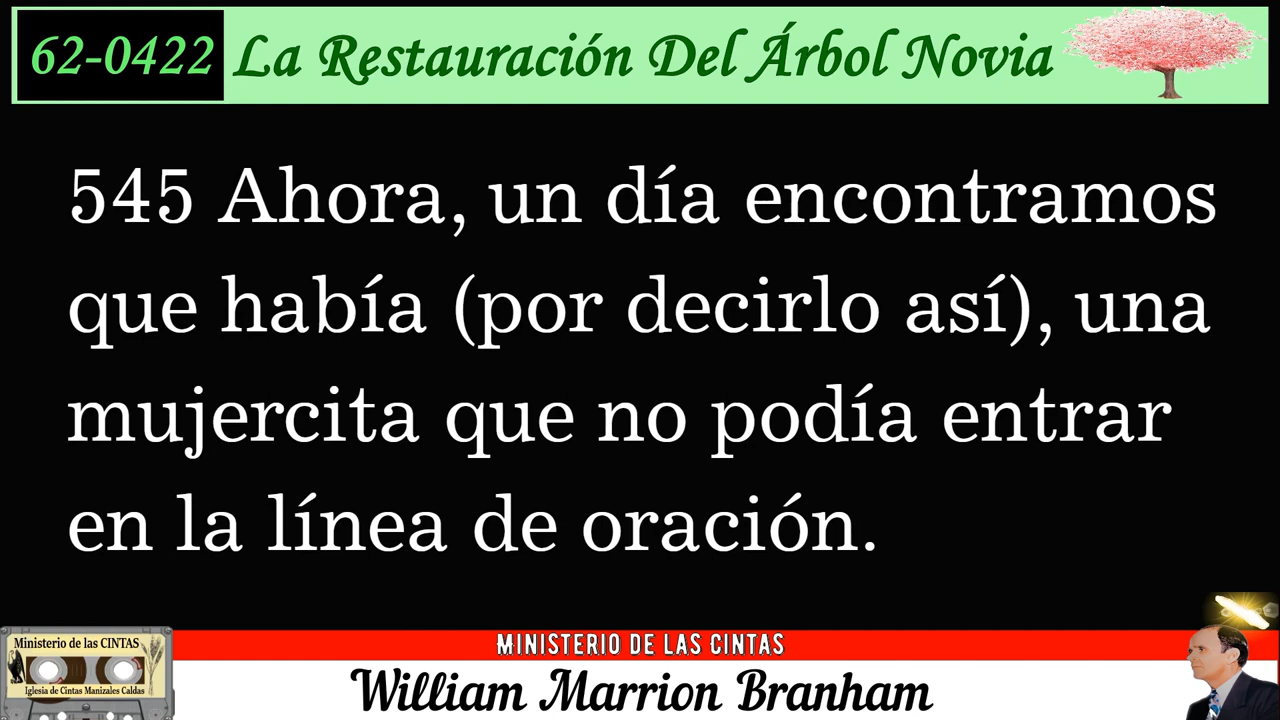 62-0422 La Restauración Del Árbol Novia
545 Ahora, un día encontramos
que había (por decirlo así), una
mujercita que no podía entrar
en la línea de oración.
Ministerio de las CINTAS
Iglesia de Cintas Manizales Caldas
MINISTERIO DE LAS CINTAS
William Marrion Branham